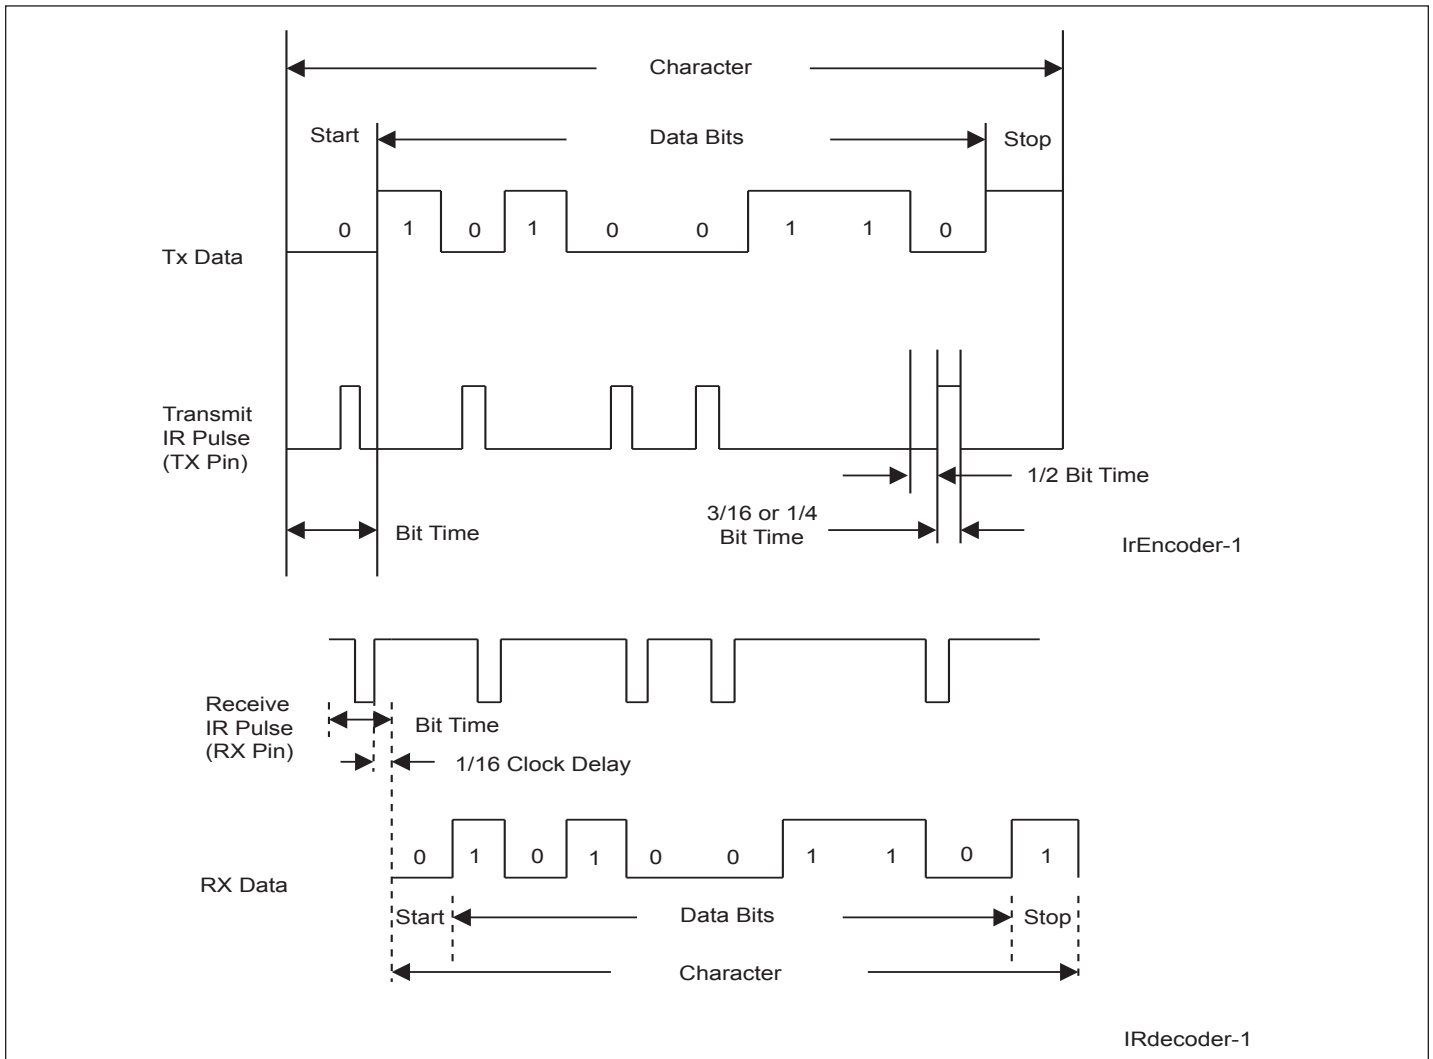 Character
Start
Data Bits
Stop
0 1 0 1 0 0 1 1 0
Tx Data
Transmit
IR Pulse
(TX Pin)
1/2 Bit Time
3/16 or 1/4
Bit Time
Bit Time
IrEncoder-1
Receive
IR Pulse
(RX Pin)
Bit Time
1/16 Clock Delay
0 1 0 1 0 0 1 1 0 1
RX Data
Start
Data Bits
Stop
Character
IRdecoder-1